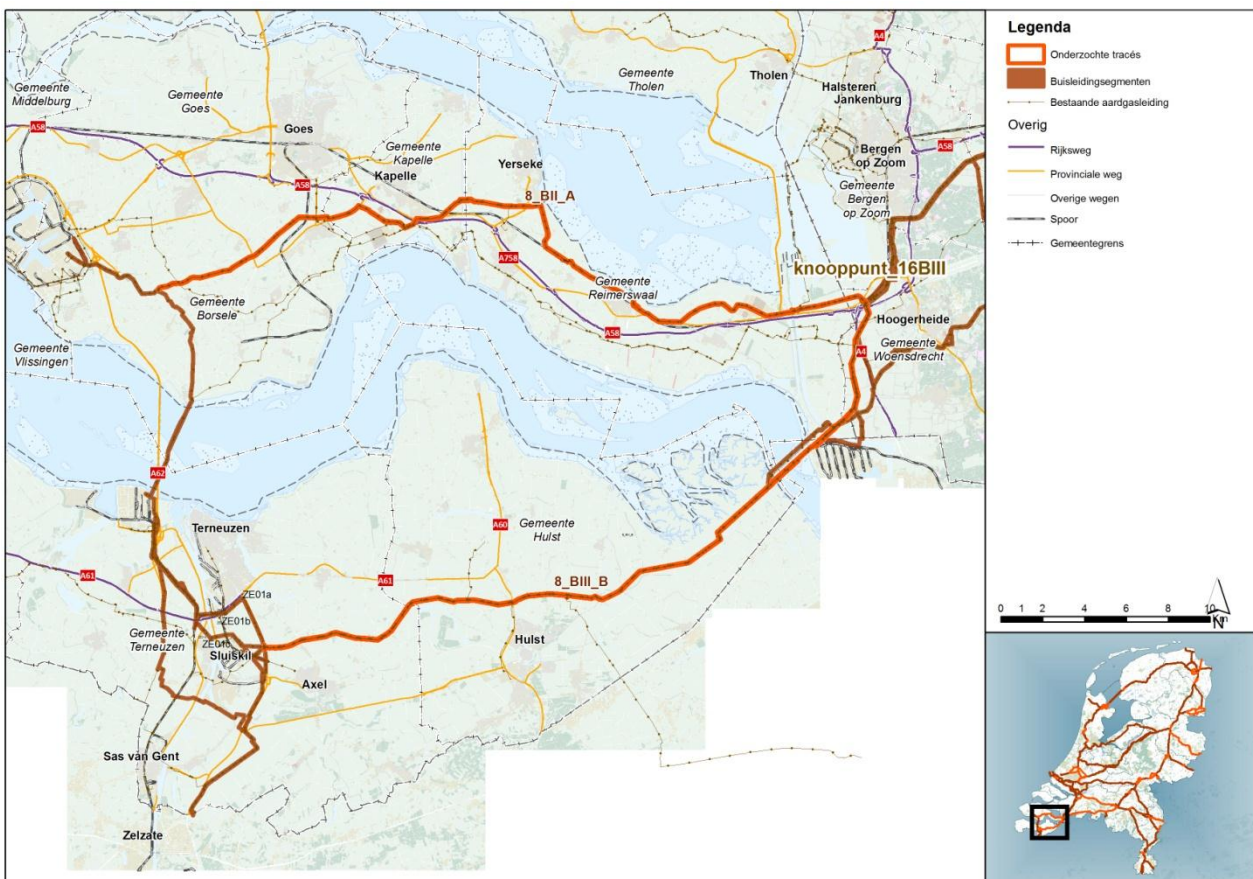 Gemeente
Middelburg
Gemeente
Goes
A58
Goes
Gemeente
Kapelle
Kapelle
A58
Yerseke
8_BII_A
Gemeente
Tholen
Tholen
A4
Halsteren
Jankenburg
Bergen
op Zoom
A58
Gemeente
Bergen
op Zoom
A758
knooppunt_16BIII
Gemeente
Reimerswaal
Gemeente
Borsele
A58
Hoogerheide
Gemeente
Woensdrecht
A4
Gemeente
Vlissingen
A62
Terneuzen
A60
Gemeente
Hulst
A61
A61
8_BIII_B
ZE01a
ZE01b
Gemeente
Terneuzen
Sluiskil
Hulst
Axel
Sas van Gent
Zelzate
Legenda
Onderzochte tracés
Buisleidingsegmenten
Bestaande aardgasleiding
Overig
Rijksweg
Provinciale weg
Overige wegen
Spoor
Gemeentegrens
N
0 1 2 4 6 8 10
Km